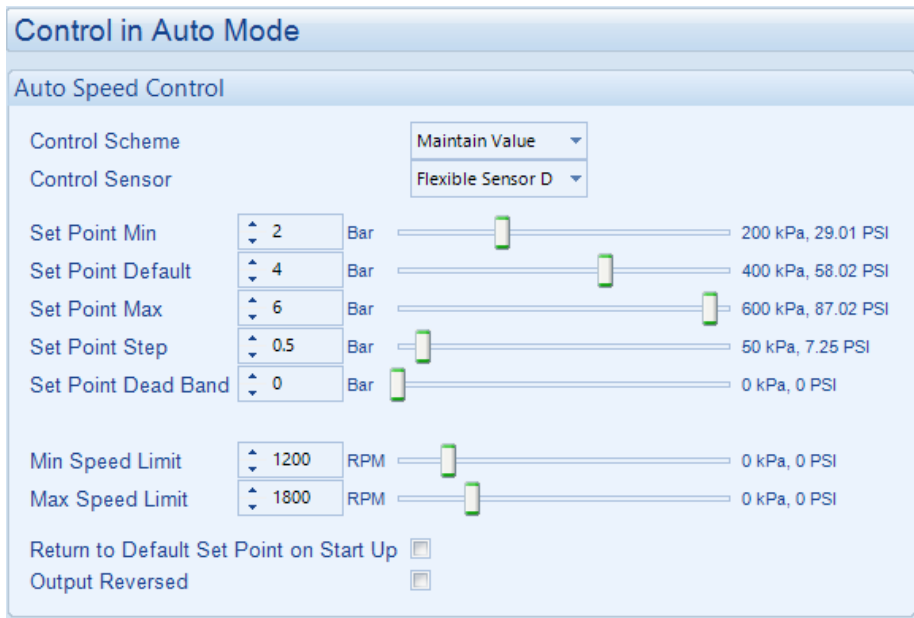 Control in Auto Mode
Auto Speed Control
Control Scheme Maintain Value
Control Sensor Flexible Sensor D
Set Point Min 2 Bar 200 kPa, 29.01 PSI
Set Point Default 4 Bar 400 kPa, 58.02 PSI
Set Point Max 6 Bar 600 kPa, 87.02 PSI
Set Point Step 0.5 Bar 50 kPa, 7.25 PSI
Set Point Dead Band 0 Bar 0 kPa, 0 PSI
Min Speed Limit 1200 RPM 0 kPa, 0 PSI
Max Speed Limit 1800 RPM 0 kPa, 0 PSI
Return to Default Set Point on Start Up
Output Reversed